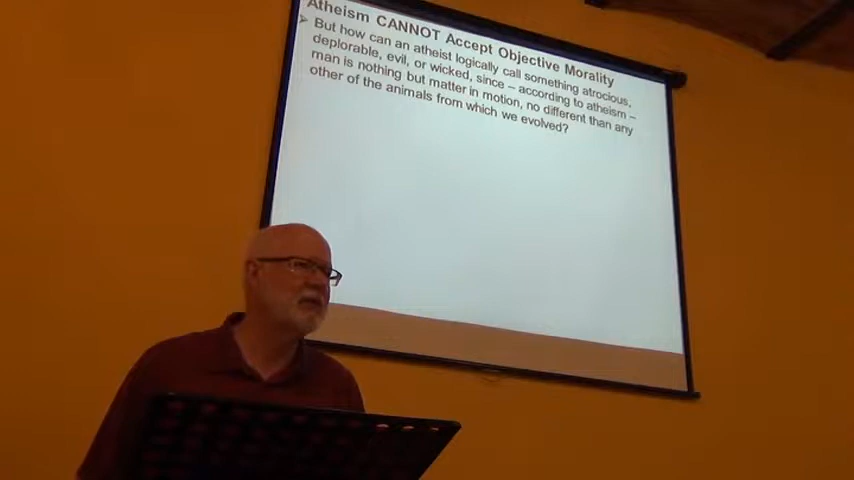 Atheism CANNOT Accept Objective Morality
➢ But how can an atheist logically call something atrocious,
deplorable, evil, or wicked, since – according to atheism –
man is nothing but matter in motion, no different than any
other of the animals from which we evolved?